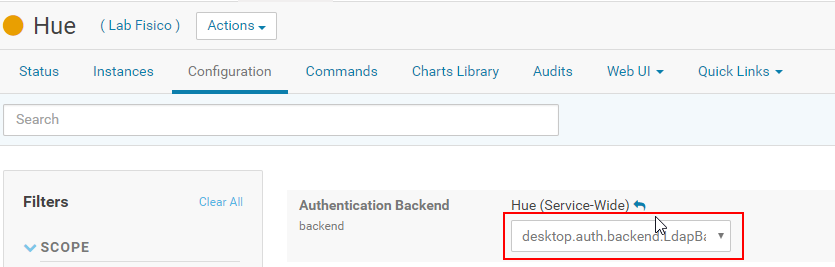 Hue ( Lab Fisico ) Actions
Status Instances Configuration Commands Charts Library Audits Web UI Quick Links
Search
Filters Clear All
SCOPE
Authentication Backend
backend
Hue (Service-Wide)
desktop.auth.backend.LdapBa